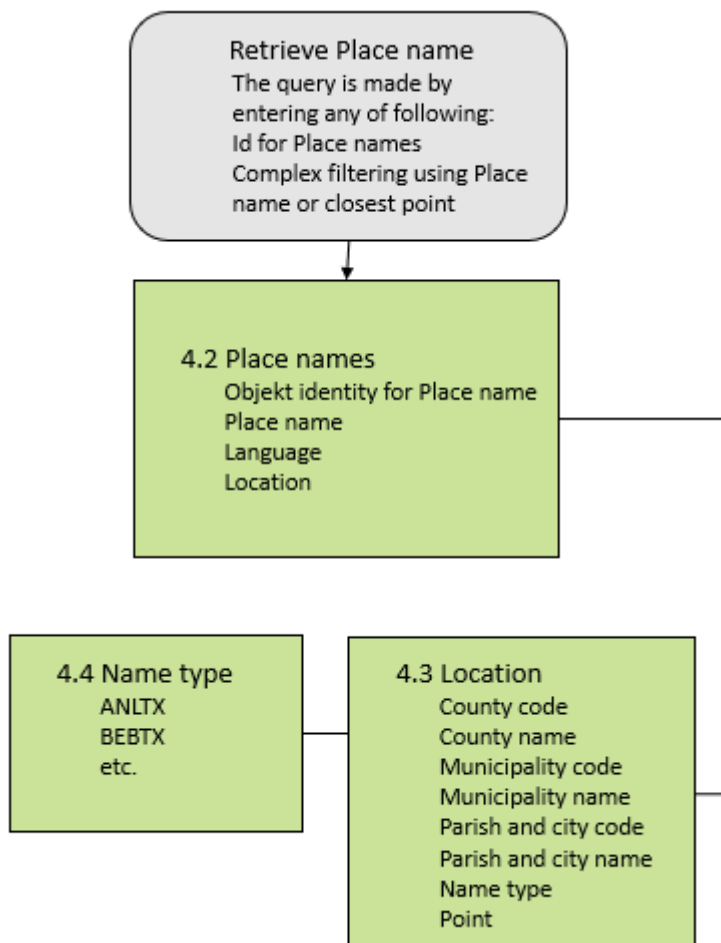 Retrieve Place name
The query is made by
entering any of following:
Id for Place names
Complex filtering using Place
name or closest point
4.2 Place names
Objekt identity for Place name
Place name
Language
Location
4.4 Name type
ANLTX
BEBTX
etc.
4.3 Location
County code
County name
Municipality code
Municipality name
Parish and city code
Parish and city name
Name type
Point